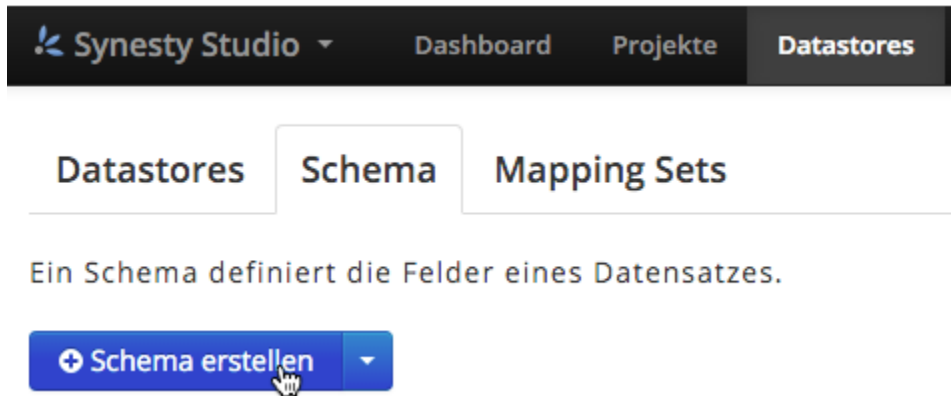 Synesty Studio Dashboard Projekte Datastores
Datastores Schema Mapping Sets
Ein Schema definiert die Felder eines Datensatzes.
Schema erstellen